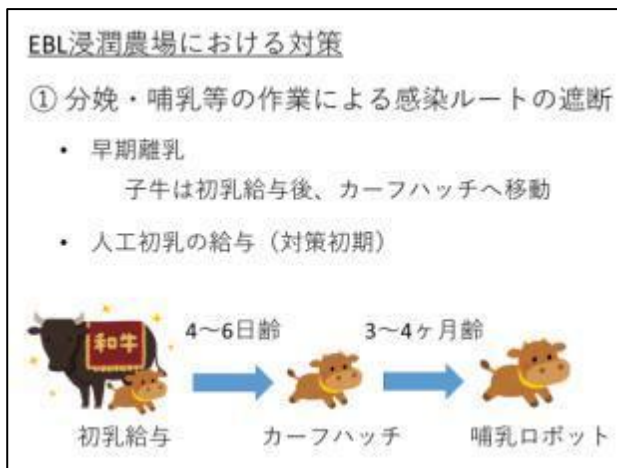 EBL浸潤農場における対策
① 分娩・哺乳等の作業による感染ルートの遮断
• 早期離乳
子牛は初乳給与後、カーフハッチへ移動
• 人工初乳の給与（対策初期）
和牛
4～6日齢
3～4ヶ月齢
初乳給与
カーフハッチ
哺乳ロボット